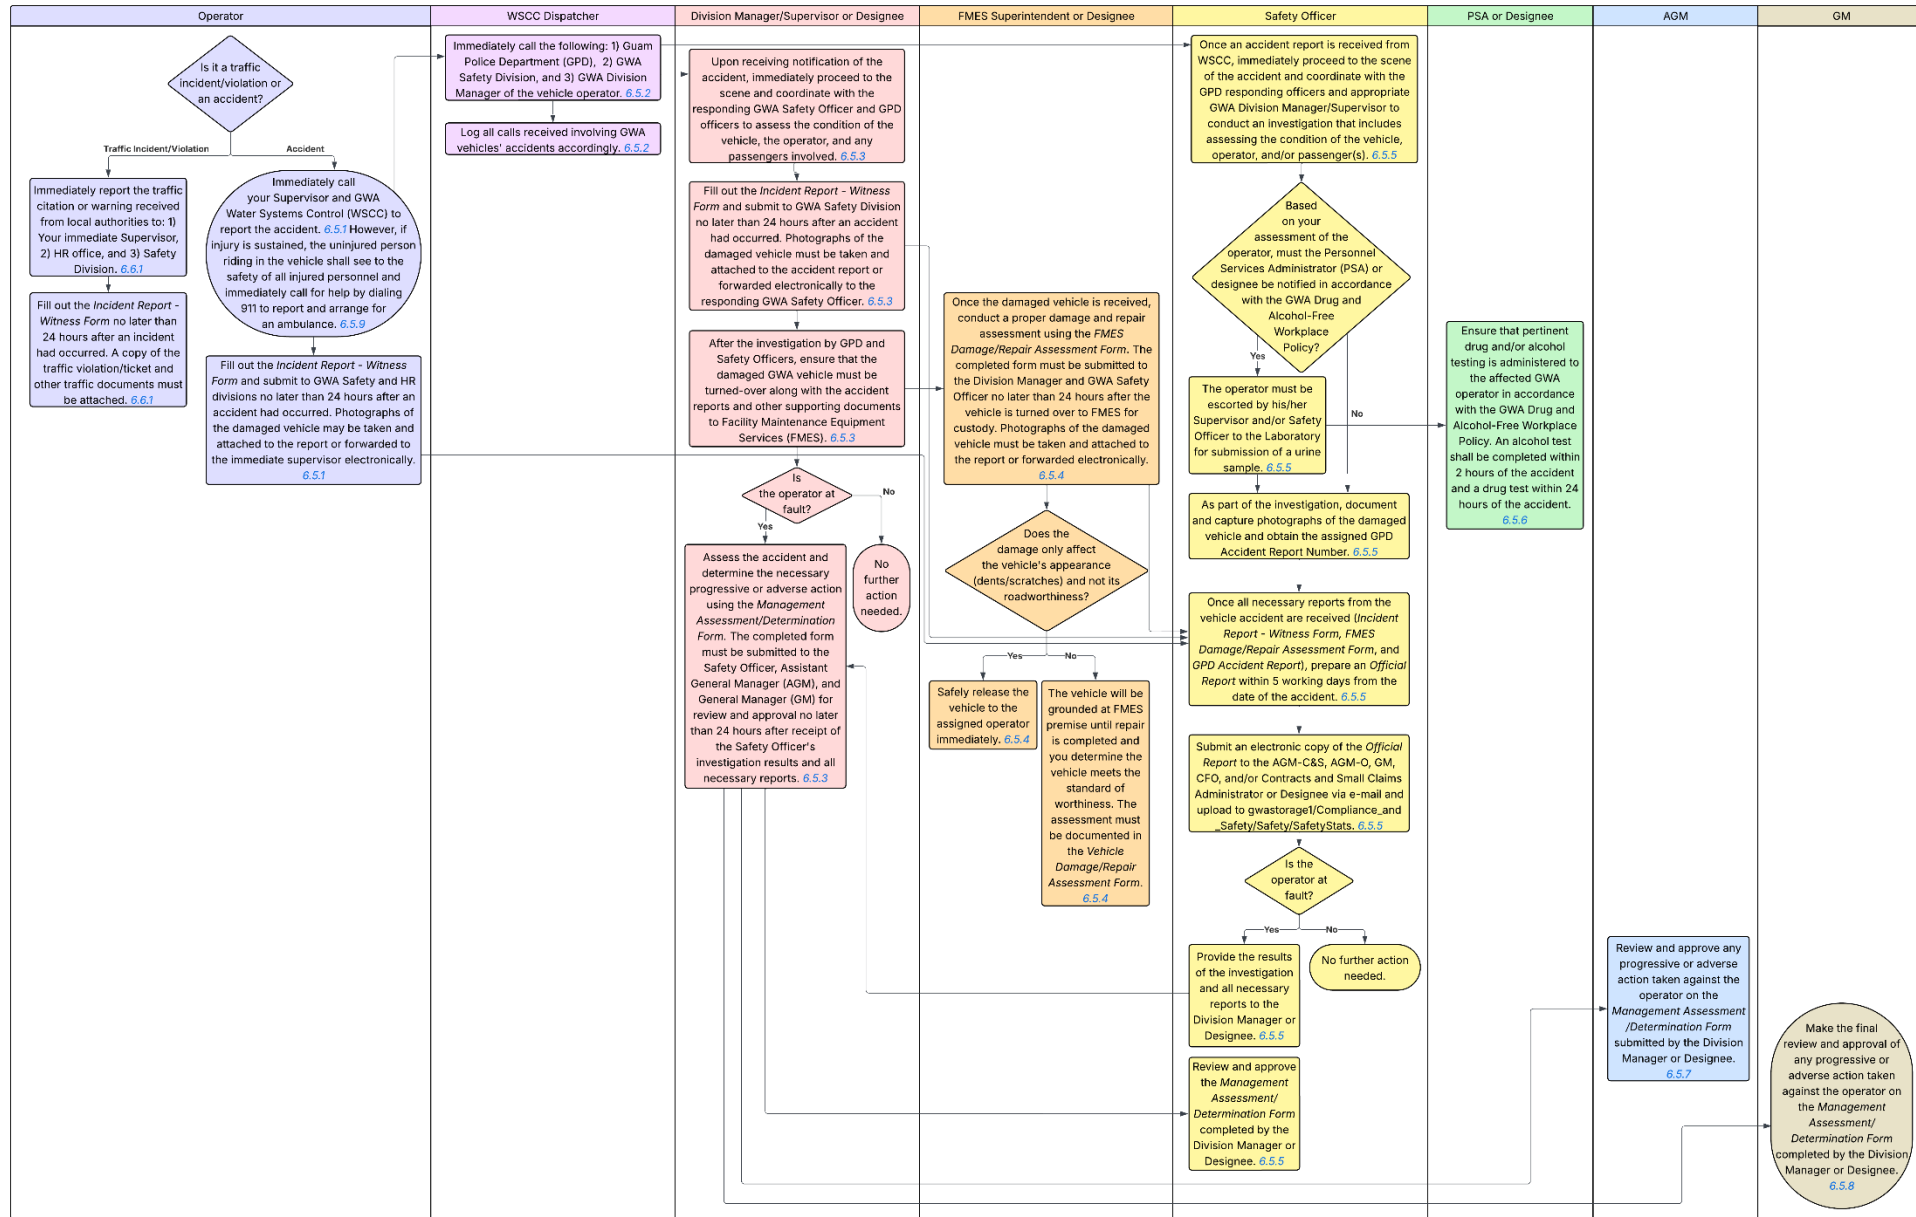 Operator
WSCC Dispatcher
Division Manager/Supervisor or Designee
FMES Superintendent or Designee
Safety Officer
PSA or Designee
AGM
GM
Is it a traffic
incident/violation or
an accident?
Traffic Incident/Violation
Accident
Immediately report the traffic
citation or warning received
from local authorities to: 1)
Your immediate Supervisor,
2) HR office, and 3) Safety
Division. 6.6.1
Fill out the Incident Report -
Witness Form no later than
24 hours after an incident
had occurred. A copy of the
traffic violation/ticket and
other traffic documents must
be attached. 6.6.1
Immediately call
your Supervisor and GWA
Water Systems Control (WSCC) to
report the accident. 6.5.1 However, if
injury is sustained, the uninjured person
riding in the vehicle shall see to the
safety of all injured personnel and
immediately call for help by dialing
911 to report and arrange for
an ambulance. 6.5.9
Fill out the Incident Report - Witness
Form and submit to GWA Safety and HR
divisions no later than 24 hours after an
accident had occurred. Photographs of
the damaged vehicle may be taken and
attached to the report or forwarded to
the immediate supervisor electronically.
6.5.1
Immediately call the following: 1) Guam
Police Department (GPD), 2) GWA
Safety Division, and 3) GWA Division
Manager of the vehicle operator. 6.5.2
Log all calls received involving GWA
vehicles' accidents accordingly. 6.5.2
Upon receiving notification of the
accident, immediately proceed to the
scene and coordinate with the
responding GWA Safety Officer and GPD
officers to assess the condition of the
vehicle, the operator, and any
passengers involved. 6.5.3
Fill out the Incident Report - Witness
Form and submit to GWA Safety Division
no later than 24 hours after an accident
had occurred. Photographs of the
damaged vehicle must be taken and
attached to the accident report or
forwarded electronically to the
responding GWA Safety Officer. 6.5.3
After the investigation by GPD and
Safety Officers, ensure that the
damaged GWA vehicle must be
turned-over along with the accident
reports and other supporting documents
to Facility Maintenance Equipment
Services (FMES). 6.5.3
Is
the operator at
fault?
No
Yes
No
further
action
needed.
Assess the accident and
determine the necessary
progressive or adverse action
using the Management
Assessment/Determination
Form. The completed form
must be submitted to the
Safety Officer, Assistant
General Manager (AGM), and
General Manager (GM) for
review and approval no later
than 24 hours after receipt of
the Safety Officer's
investigation results and all
necessary reports. 6.5.3
Once the damaged vehicle is received,
conduct a proper damage and repair
assessment using the FMES
Damage/Repair Assessment Form. The
completed form must be submitted to
the Division Manager and GWA Safety
Officer no later than 24 hours after the
vehicle is turned over to FMES for
custody. Photographs of the damaged
vehicle must be taken and attached to
the report or forwarded electronically.
6.5.4
Does the
damage only affect
the vehicle's appearance
(dents/scratches) and not its
roadworthiness?
Yes
No
Safely release the
vehicle to the
assigned operator
immediately. 6.5.4
The vehicle will be
grounded at FMES
premise until repair
is completed and
you determine the
vehicle meets the
standard of
worthiness. The
assessment must
be documented in
the Vehicle
Damage/Repair
Assessment Form.
6.5.4
Once an accident report is received from
WSCC, immediately proceed to the scene
of the accident and coordinate with the
GPD responding officers and appropriate
GWA Division Manager/Supervisor to
conduct an investigation that includes
assessing the condition of the vehicle,
operator, and/or passenger(s). 6.5.5
Based
on your
assessment of the
operator, must the Personnel
Services Administrator (PSA) or
designee be notified in accordance
with the GWA Drug and
Alcohol-Free
Workplace
Policy?
Yes
No
The operator must be
escorted by his/her
Supervisor and/or Safety
Officer to the Laboratory
for submission of a urine
sample. 6.5.5
As part of the investigation, document
and capture photographs of the damaged
vehicle and obtain the assigned GPD
Accident Report Number. 6.5.5
Once all necessary reports from the
vehicle accident are received (Incident
Report - Witness Form, FMES
Damage/Repair Assessment Form, and
GPD Accident Report), prepare an Official
Report within 5 working days from the
date of the accident. 6.5.5
Submit an electronic copy of the Official
Report to the AGM-C&S, AGM-O, GM,
CFO, and/or Contracts and Small Claims
Administrator or Designee via e-mail and
upload to gwastorage1/Compliance_and
_Safety/Safety/SafetyStats. 6.5.5
Is the
operator at
fault?
Yes
No
Provide the results
of the investigation
and all necessary
reports to the
Division Manager or
Designee. 6.5.5
No further action
needed.
Review and approve
the Management
Assessment/
Determination Form
completed by the
Division Manager or
Designee. 6.5.5
Ensure that pertinent
drug and/or alcohol
testing is administered to
the affected GWA
operator in accordance
with the GWA Drug and
Alcohol-Free Workplace
Policy. An alcohol test
shall be completed within
2 hours of the accident
and a drug test within 24
hours of the accident.
6.5.6
Review and approve any
progressive or adverse
action taken against the
operator on the
Management Assessment
/Determination Form
submitted by the Division
Manager or Designee.
6.5.7
Make the final
review and approval of
any progressive or
adverse action taken
against the operator on
the Management
Assessment/
Determination Form
completed by the Division
Manager or Designee.
6.5.8